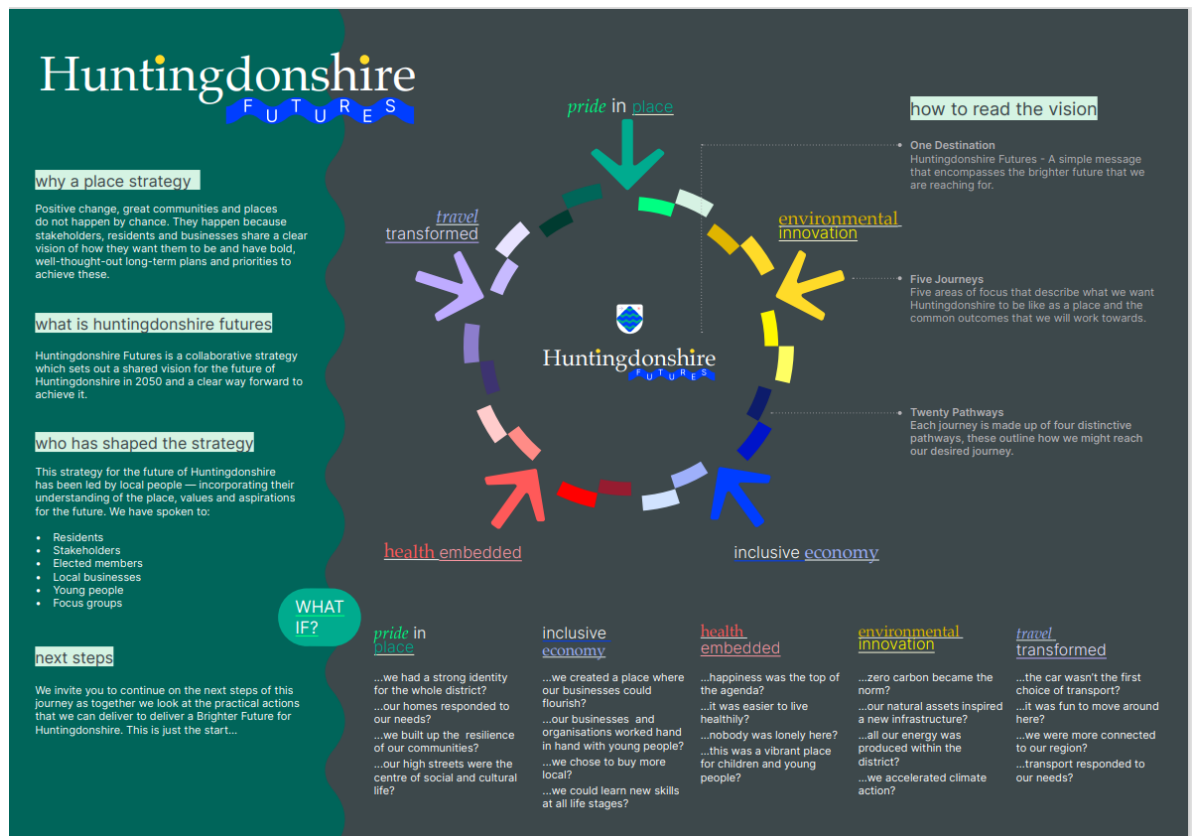 Huntingdonshire
FUTURES
why a place strategy
Positive change, great communities and places
do not happen by chance. They happen because
stakeholders, residents and businesses share a clear
vision of how they want them to be and have bold,
well-thought-out long-term plans and priorities to
achieve these.
what is huntingdonshire futures
Huntingdonshire Futures is a collaborative strategy
which sets out a shared vision for the future of
Huntingdonshire in 2050 and a clear way forward to
achieve it.
who has shaped the strategy
This strategy for the future of Huntingdonshire
has been led by local people — incorporating their
understanding of the place, values and aspirations
for the future. We have spoken to:
• Residents
• Stakeholders
• Elected members
• Local businesses
• Young people
• Focus groups
next steps
We invite you to continue on the next steps of this
journey as together we look at the practical actions
that we can deliver to deliver a Brighter Future for
Huntingdonshire. This is just the start...
pride in place
travel
transformed
environmental
innovation
Huntingdonshire
FUTURES
health embedded
inclusive economy
how to read the vision
One Destination
Huntingdonshire Futures - A simple message
that encompasses the brighter future that we
are reaching for.
Five Journeys
Five areas of focus that describe what we want
Huntingdonshire to be like as a place and the
common outcomes that we will work towards.
Twenty Pathways
Each journey is made up of four distinctive
pathways, these outline how we might reach
our desired journey.
WHAT
IF?
pride in
place
...we had a strong identity
for the whole district?
...our homes responded to
our needs?
...we built up the resilience
of our communities?
...our high streets were the
centre of social and cultural
life?
inclusive
economy
...we created a place where
our businesses could
flourish?
...our businesses and
organisations worked hand
in hand with young people?
...we chose to buy more
local?
...we could learn new skills
at all life stages?
health
embedded
...happiness was the top of
the agenda?
...it was easier to live
healthily?
...nobody was lonely here?
...this was a vibrant place
for children and young
people?
environmental
innovation
...zero carbon became the
norm?
...our natural assets inspired
a new infrastructure?
...all our energy was
produced within the
district?
...we accelerated climate
action?
travel
transformed
...the car wasn't the first
choice of transport?
...it was fun to move around
here?
...we were more connected
to our region?
...transport responded to
our needs?